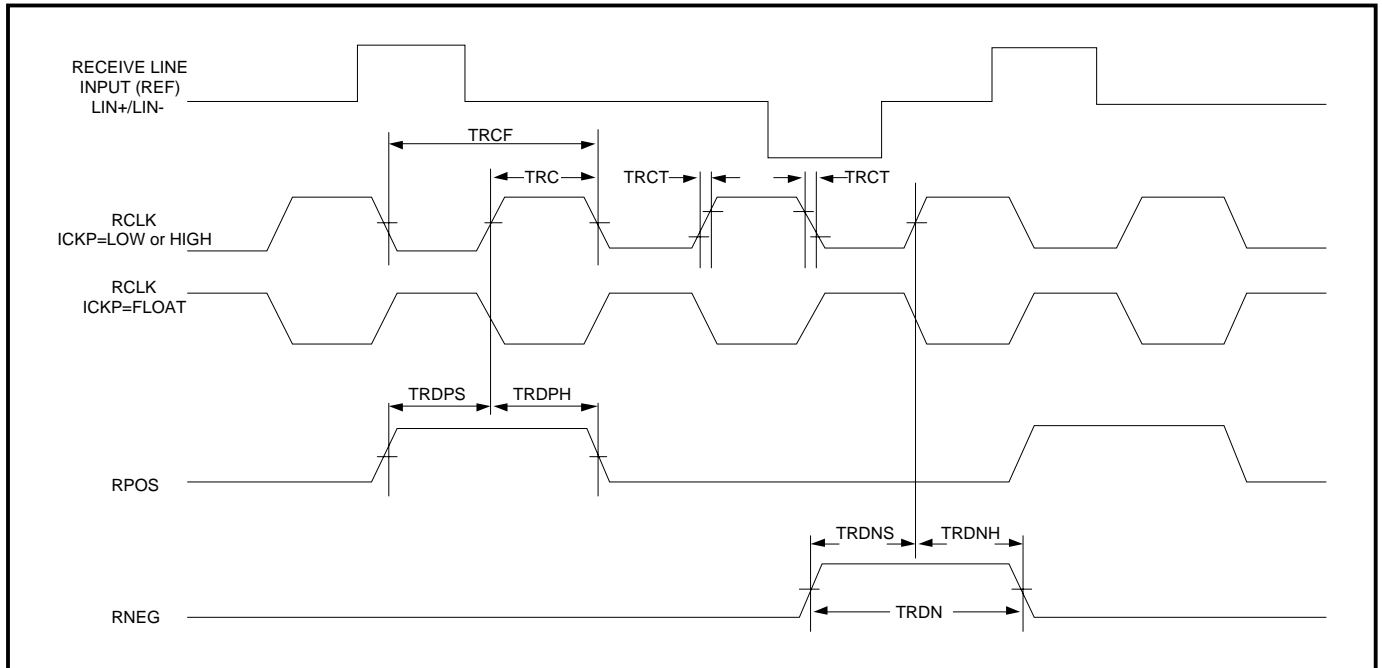 RECEIVE LINE
INPUT (REF)
LIN+/LIN-
TRCF
TRC
TRCT
TRCT
RCLK
ICKP=LOW or HIGH
RCLK
ICKP=FLOAT
TRDPS
TRDPH
RPOS
TRDNS
TRDNH
RNEG
TRDN